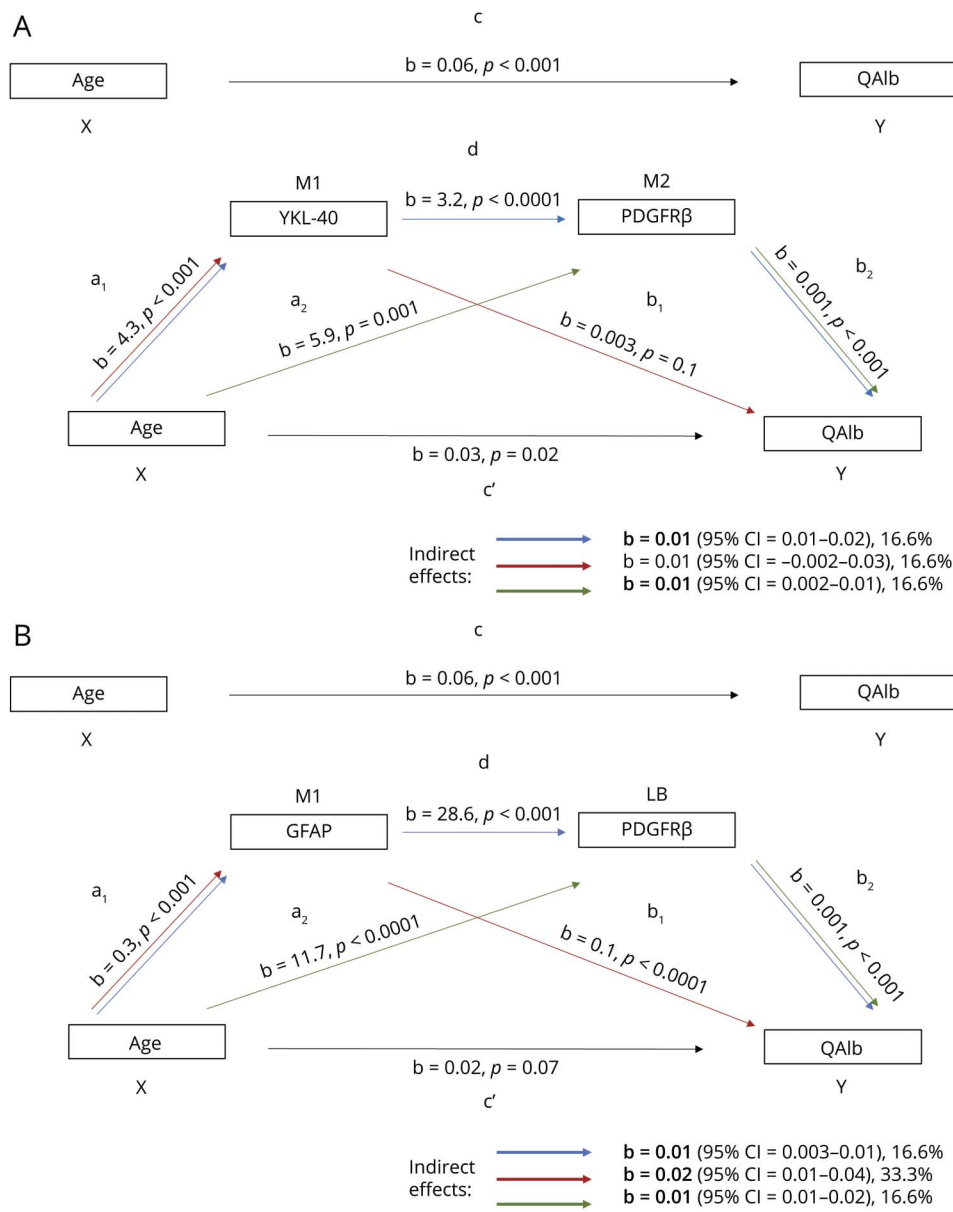 A
c
b = 0.06, p < 0.001
Age
QAlb
X
Y
d
M1
M2
b = 3.2, p < 0.0001
YKL-40
PDGFRβ
a1
b = 4.3, p < 0.001
a2
b = 5.9, p = 0.001
b1
b = 0.003, p = 0.1
b2
b = 0.001, p < 0.001
Age
QAlb
b = 0.03, p = 0.02
X
Y
c’
Indirect
effects:
b = 0.01 (95% CI = 0.01–0.02), 16.6%
b = 0.01 (95% CI = –0.002–0.03), 16.6%
b = 0.01 (95% CI = 0.002–0.01), 16.6%
B
c
b = 0.06, p < 0.001
Age
QAlb
X
Y
d
M1
LB
b = 28.6, p < 0.001
GFAP
PDGFRβ
a1
b = 0.3, p < 0.001
a2
b = 11.7, p < 0.0001
b1
b = 0.1, p < 0.0001
b2
b = 0.001, p < 0.001
Age
QAlb
b = 0.02, p = 0.07
X
Y
c’
Indirect
effects:
b = 0.01 (95% CI = 0.003–0.01), 16.6%
b = 0.02 (95% CI = 0.01–0.04), 33.3%
b = 0.01 (95% CI = 0.01–0.02), 16.6%